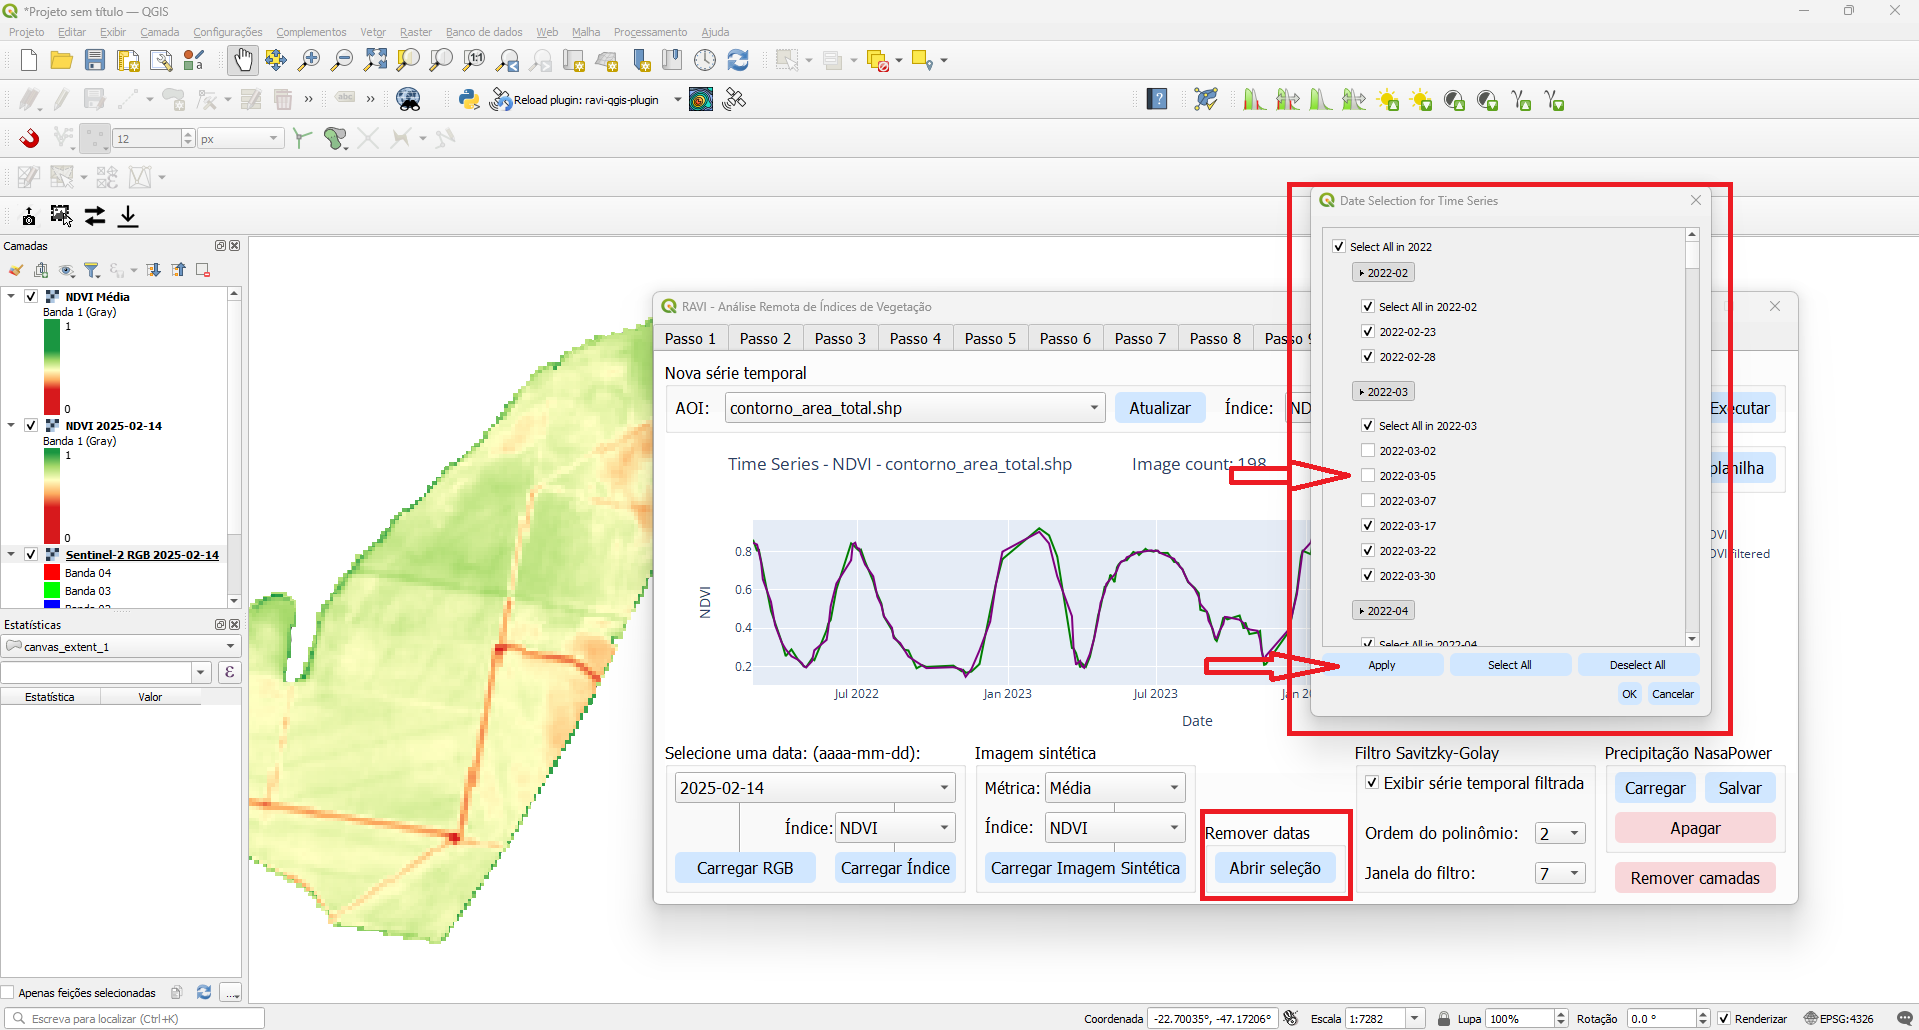 *Projeto sem título — QGIS
Projeto Editar Exibir Camada Configurações Complementos Vetor Raster Banco de dados Web Malha Processamento Ajuda
Reload plugin: ravi-qgis-plugin
12 px
Camadas
NDVI Média
Banda 1 (Gray)
1
0
NDVI 2025-02-14
Banda 1 (Gray)
1
0
Sentinel-2 RGB 2025-02-14
Banda 04
Banda 03
Estatísticas
canvas_extent_1
ε
Estatística Valor
Apenas feições selecionadas
...
RAVI - Análise Remota de Índices de Vegetação
Passo 1 Passo 2 Passo 3 Passo 4 Passo 5 Passo 6 Passo 7 Passo 8 Passo 9
Nova série temporal
AOI: contorno_area_total.shp Atualizar Índice: ND Executar
planilha
Time Series - NDVI - contorno_area_total.shp Image count: 198
NDVI
0.8
0.6
0.4
0.2
Jul 2022 Jan 2023 Jul 2023 Jan 20
Date
DVI
DVI filtered
Selecione uma data: (aaaa-mm-dd):
2025-02-14
Índice: NDVI
Carregar RGB Carregar Índice
Imagem sintética
Métrica: Média
Índice: NDVI
Carregar Imagem Sintética
Remover datas
Abrir seleção
Filtro Savitzky-Golay
Exibir série temporal filtrada
Ordem do polinômio: 2
Janela do filtro: 7
Precipitação NasaPower
Carregar Salvar
Apagar
Remover camadas
Date Selection for Time Series
Select All in 2022
2022-02
Select All in 2022-02
2022-02-23
2022-02-28
2022-03
Select All in 2022-03
2022-03-02
2022-03-05
2022-03-07
2022-03-17
2022-03-22
2022-03-30
2022-04
Select All in 2022-04
Apply Select All Deselect All
OK Cancelar
Escreva para localizar (Ctrl+K)
Coordenada -22.70035°, -47.17206° Escala 1:7282 Lupa 100% Rotação 0.0 ° Renderizar EPSG:4326